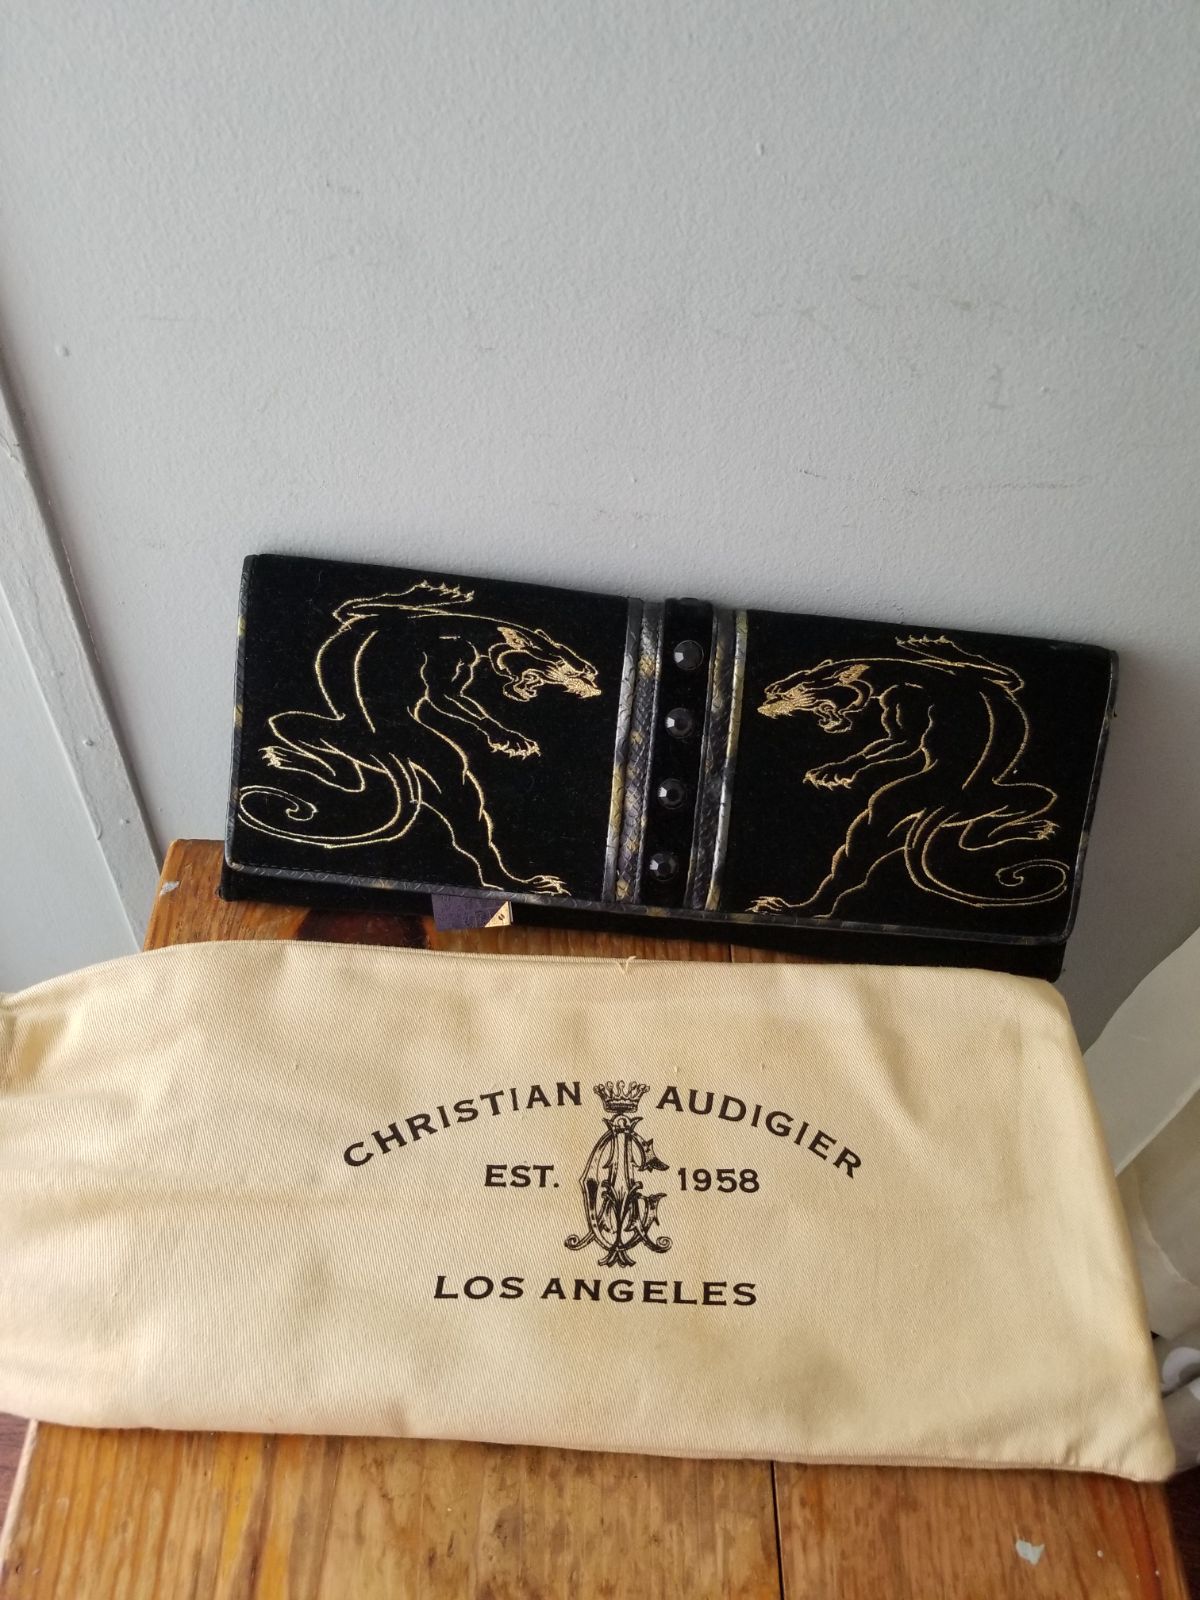 CHRISTIAN AUDIGIER
EST. 1958
LOS ANGELES